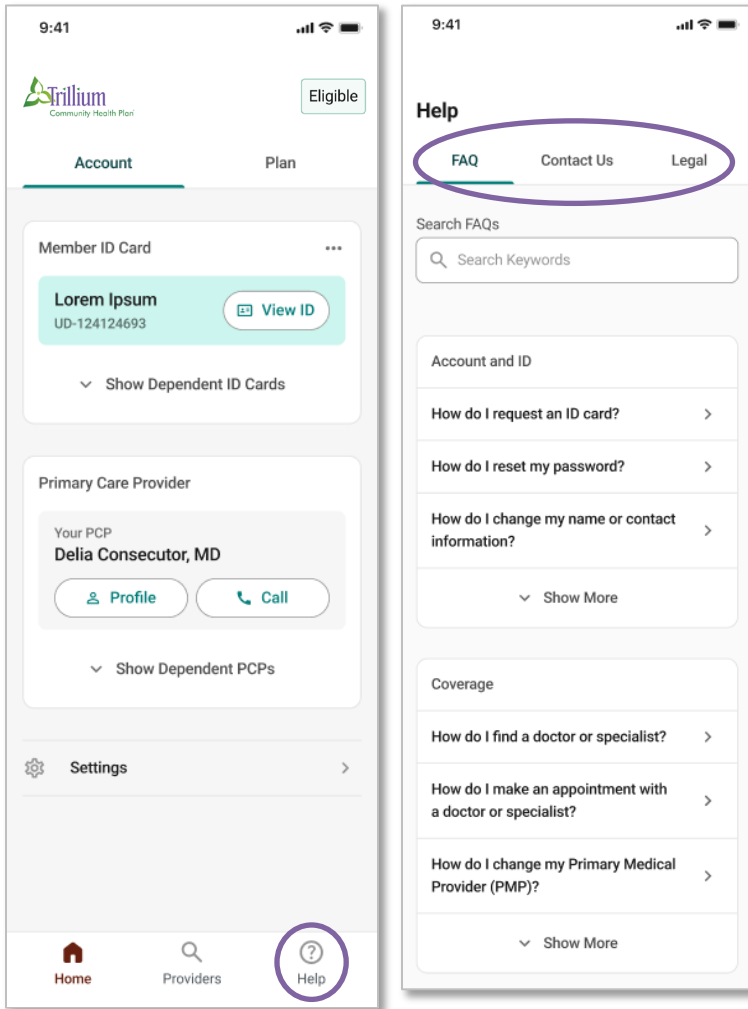 9:41
Trillium
Community Health Plan
Eligible
Account
Plan
Member ID Card
Lorem Ipsum
UD-124124693
View ID
Show Dependent ID Cards
Primary Care Provider
Your PCP
Delia Consecutor, MD
Profile
Call
Show Dependent PCPs
Settings
Home
Providers
Help
9:41
Help
FAQ
Contact Us
Legal
Search FAQs
Search Keywords
Account and ID
How do I request an ID card?
How do I reset my password?
How do I change my name or contact
information?
Show More
Coverage
How do I find a doctor or specialist?
How do I make an appointment with
a doctor or specialist?
How do I change my Primary Medical
Provider (PMP)?
Show More